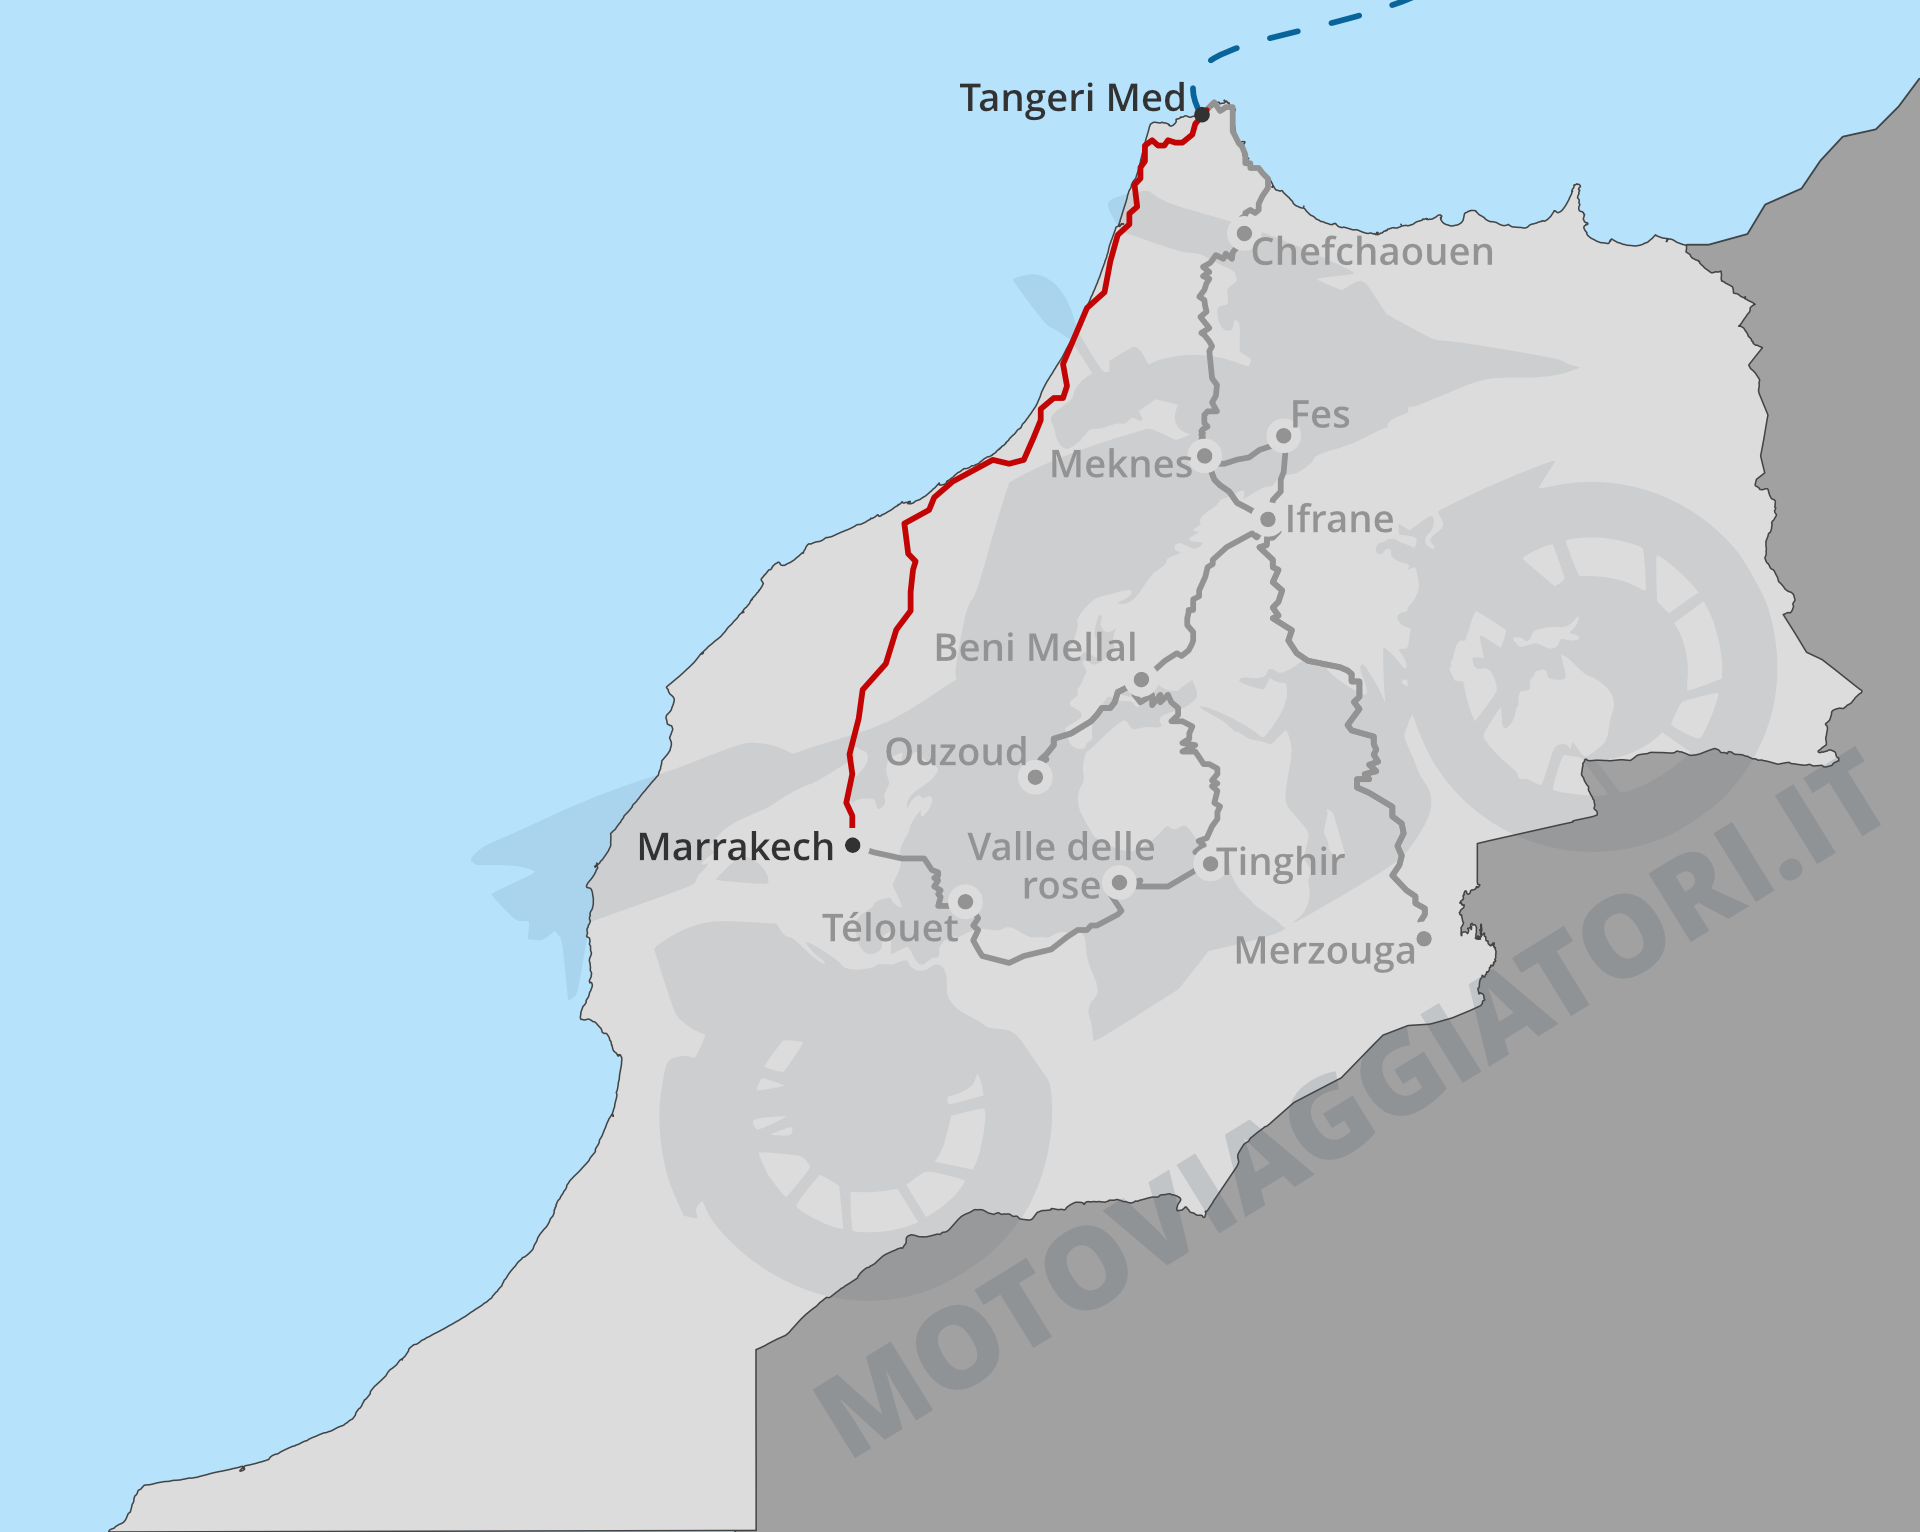 Tangeri Med
Chefchaouen
Fes
Meknes
Ifrane
Beni Mellal
Ouzoud
Marrakech
Valle delle
rose
Tinghir
Télouet
Merzouga
MOTOVIAGGIATORI.IT